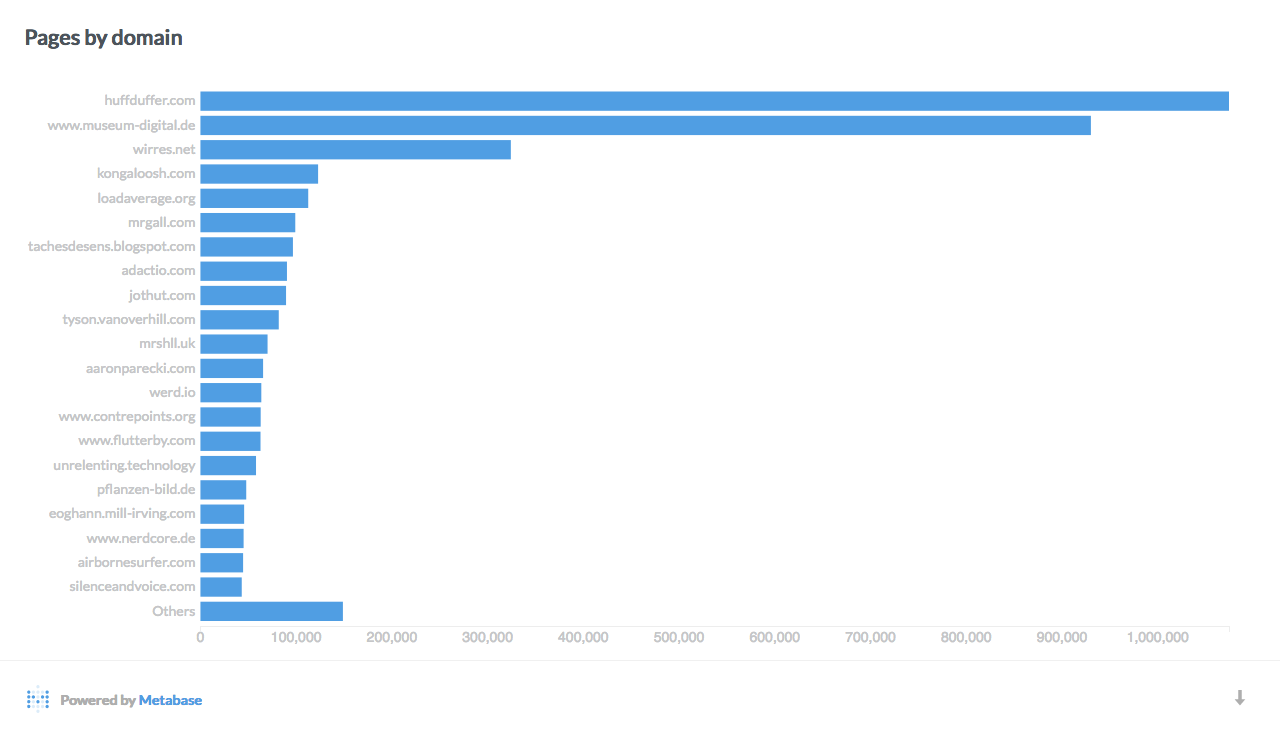 Pages by domain
huffduffer.com
www.museum-digital.de
wirres.net
kongaloosh.com
loadaverage.org
mrgall.com
tachesdesens.blogspot.com
adactio.com
jothut.com
tyson.vanoverhill.com
mrshll.uk
aaronparecki.com
werd.io
www.contrepoints.org
www.flutterby.com
unrelenting.technology
pflanzen-bild.de
eoghann.mill-irving.com
www.nerdcore.de
airbornesurfer.com
silenceandvoice.com
Others
0 100,000 200,000 300,000 400,000 500,000 600,000 700,000 800,000 900,000 1,000,000
Powered by Metabase